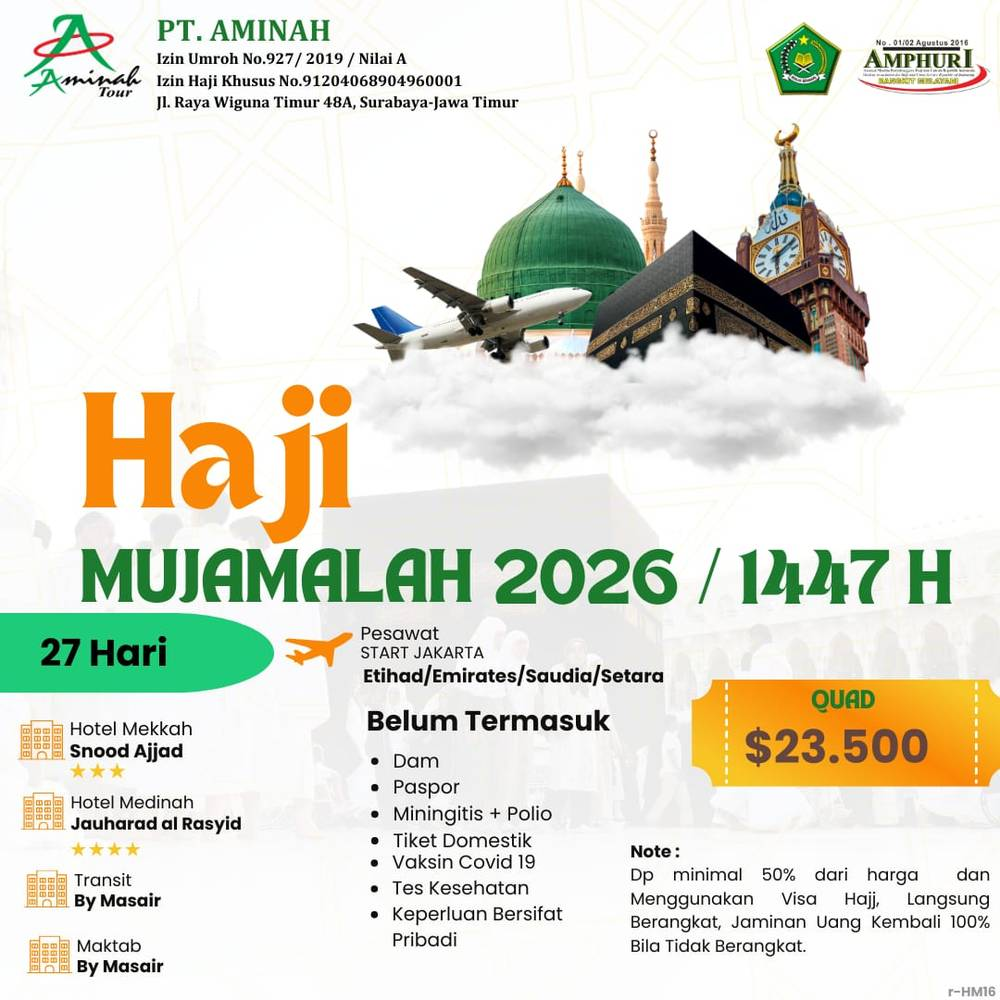 Aminah
Tour
PT. AMINAH
Izin Umroh No.927/ 2019 / Nilai A
Izin Haji Khusus No.91204068904960001
Jl. Raya Wiguna Timur 48A, Surabaya-Jawa Timur
No . 01/02 Agustus 2016
AMPHURI
BANGKIT MELAYANI
Haji
MUJAMALAH 2026 / 1447 H
27 Hari
Pesawat
START JAKARTA
Etihad/Emirates/Saudia/Setara
QUAD
$23.500
Hotel Mekkah
Snood Ajjad
Hotel Medinah
Jauharad al Rasyid
Transit
By Masair
Maktab
By Masair
Belum Termasuk
• Dam
• Paspor
• Miningitis + Polio
• Tiket Domestik
• Vaksin Covid 19
• Tes Kesehatan
• Keperluan Bersifat
Pribadi
Note :
Dp minimal 50% dari harga dan
Menggunakan Visa Hajj, Langsung
Berangkat, Jaminan Uang Kembali 100%
Bila Tidak Berangkat.
r-HM16